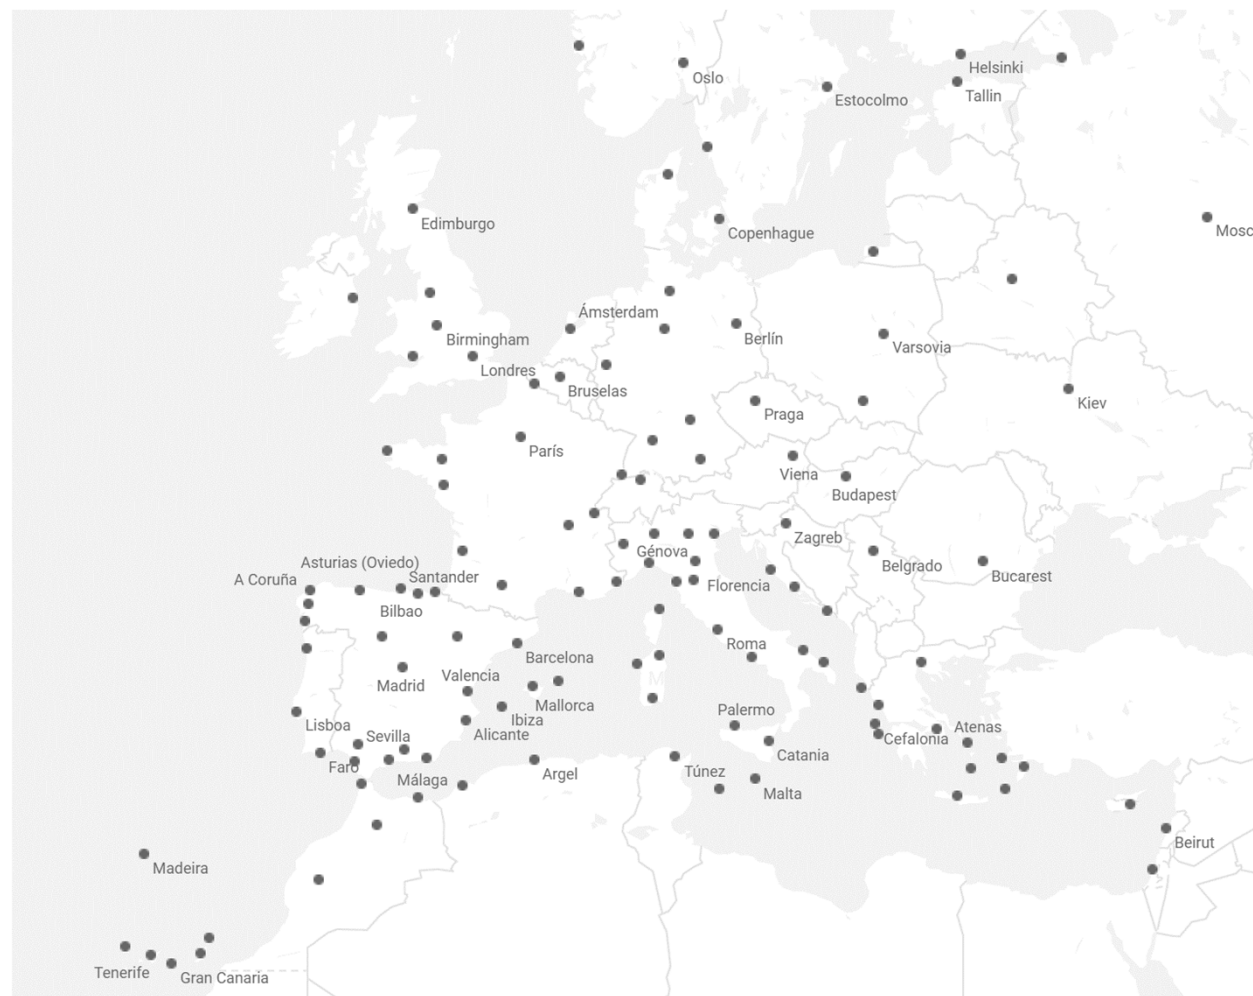 Oslo
Helsinki
Tallin
Estocolmo
Edimburgo
Copenhague
Mosc
Ámsterdam
Birmingham
Berlín
Varsovia
Londres
Bruselas
Kiev
Praga
París
Viena
Budapest
Zagreb
Génova
Asturias (Oviedo)
Belgrado
A Coruña
Santander
Florencia
Bucarest
Bilbao
Roma
Barcelona
Valencia
Madrid
Mallorca
Palermo
Ibiza
Lisboa
Sevilla
Alicante
Atenas
Cefalonia
Catania
Faro
Málaga
Argel
Túnez
Malta
Beirut
Madeira
Tenerife
Gran Canaria